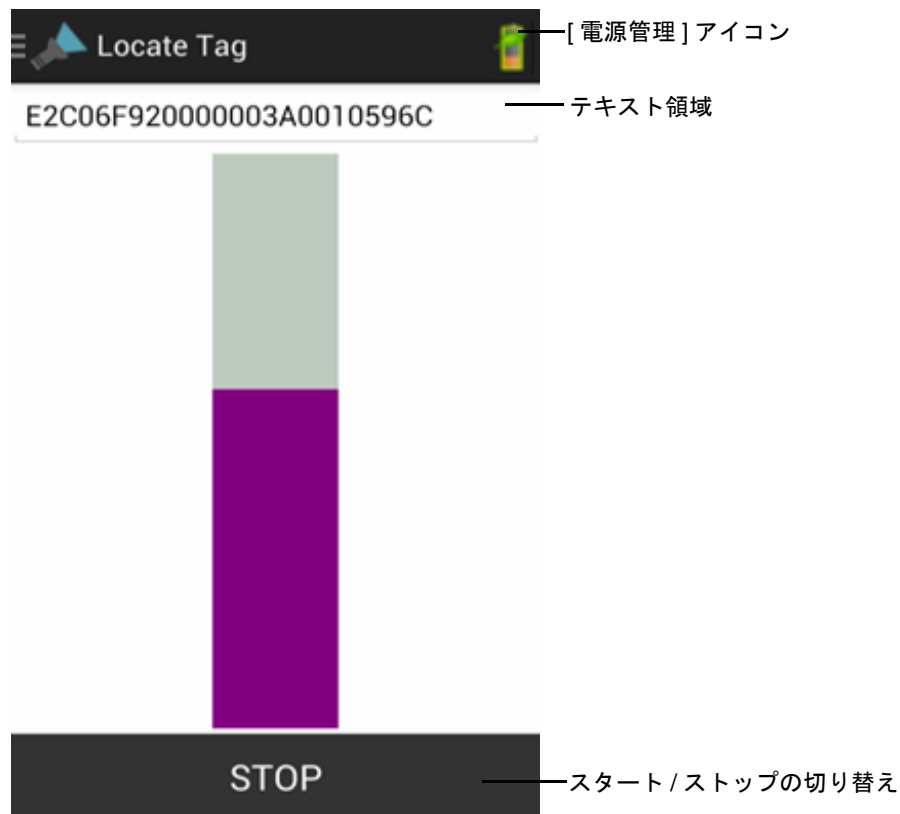 Locate Tag
[ 電源管理 ] アイコン
E2C06F920000003A0010596C
テキスト領域
STOP
スタート / ストップの切り替え